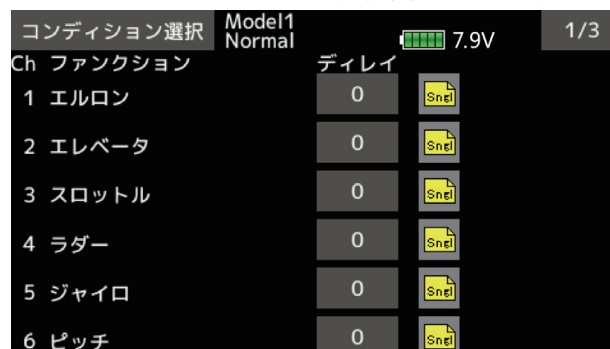 コンディション選択 Model1 Normal 7.9V 1/3
Ch ファンクション ディレイ
1 エルロン 0 Sngl
2 エレベータ 0 Sngl
3 スロットル 0 Sngl
4 ラダー 0 Sngl
5 ジャイロ 0 Sngl
6 ピッチ 0 Sngl